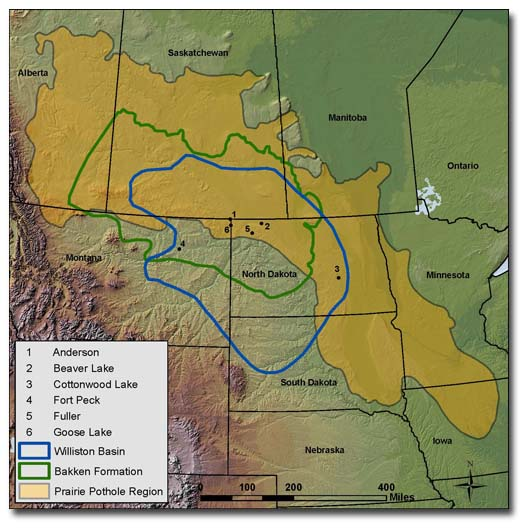 Saskatchewan
Alberta
Manitoba
Ontario
1
6
2
5
4
3
Montana
North Dakota
Minnesota
South Dakota
Iowa
Nebraska
1 Anderson
2 Beaver Lake
3 Cottonwood Lake
4 Fort Peck
5 Fuller
6 Goose Lake
Williston Basin
Bakken Formation
Prairie Pothole Region
100 200 400
Miles
N